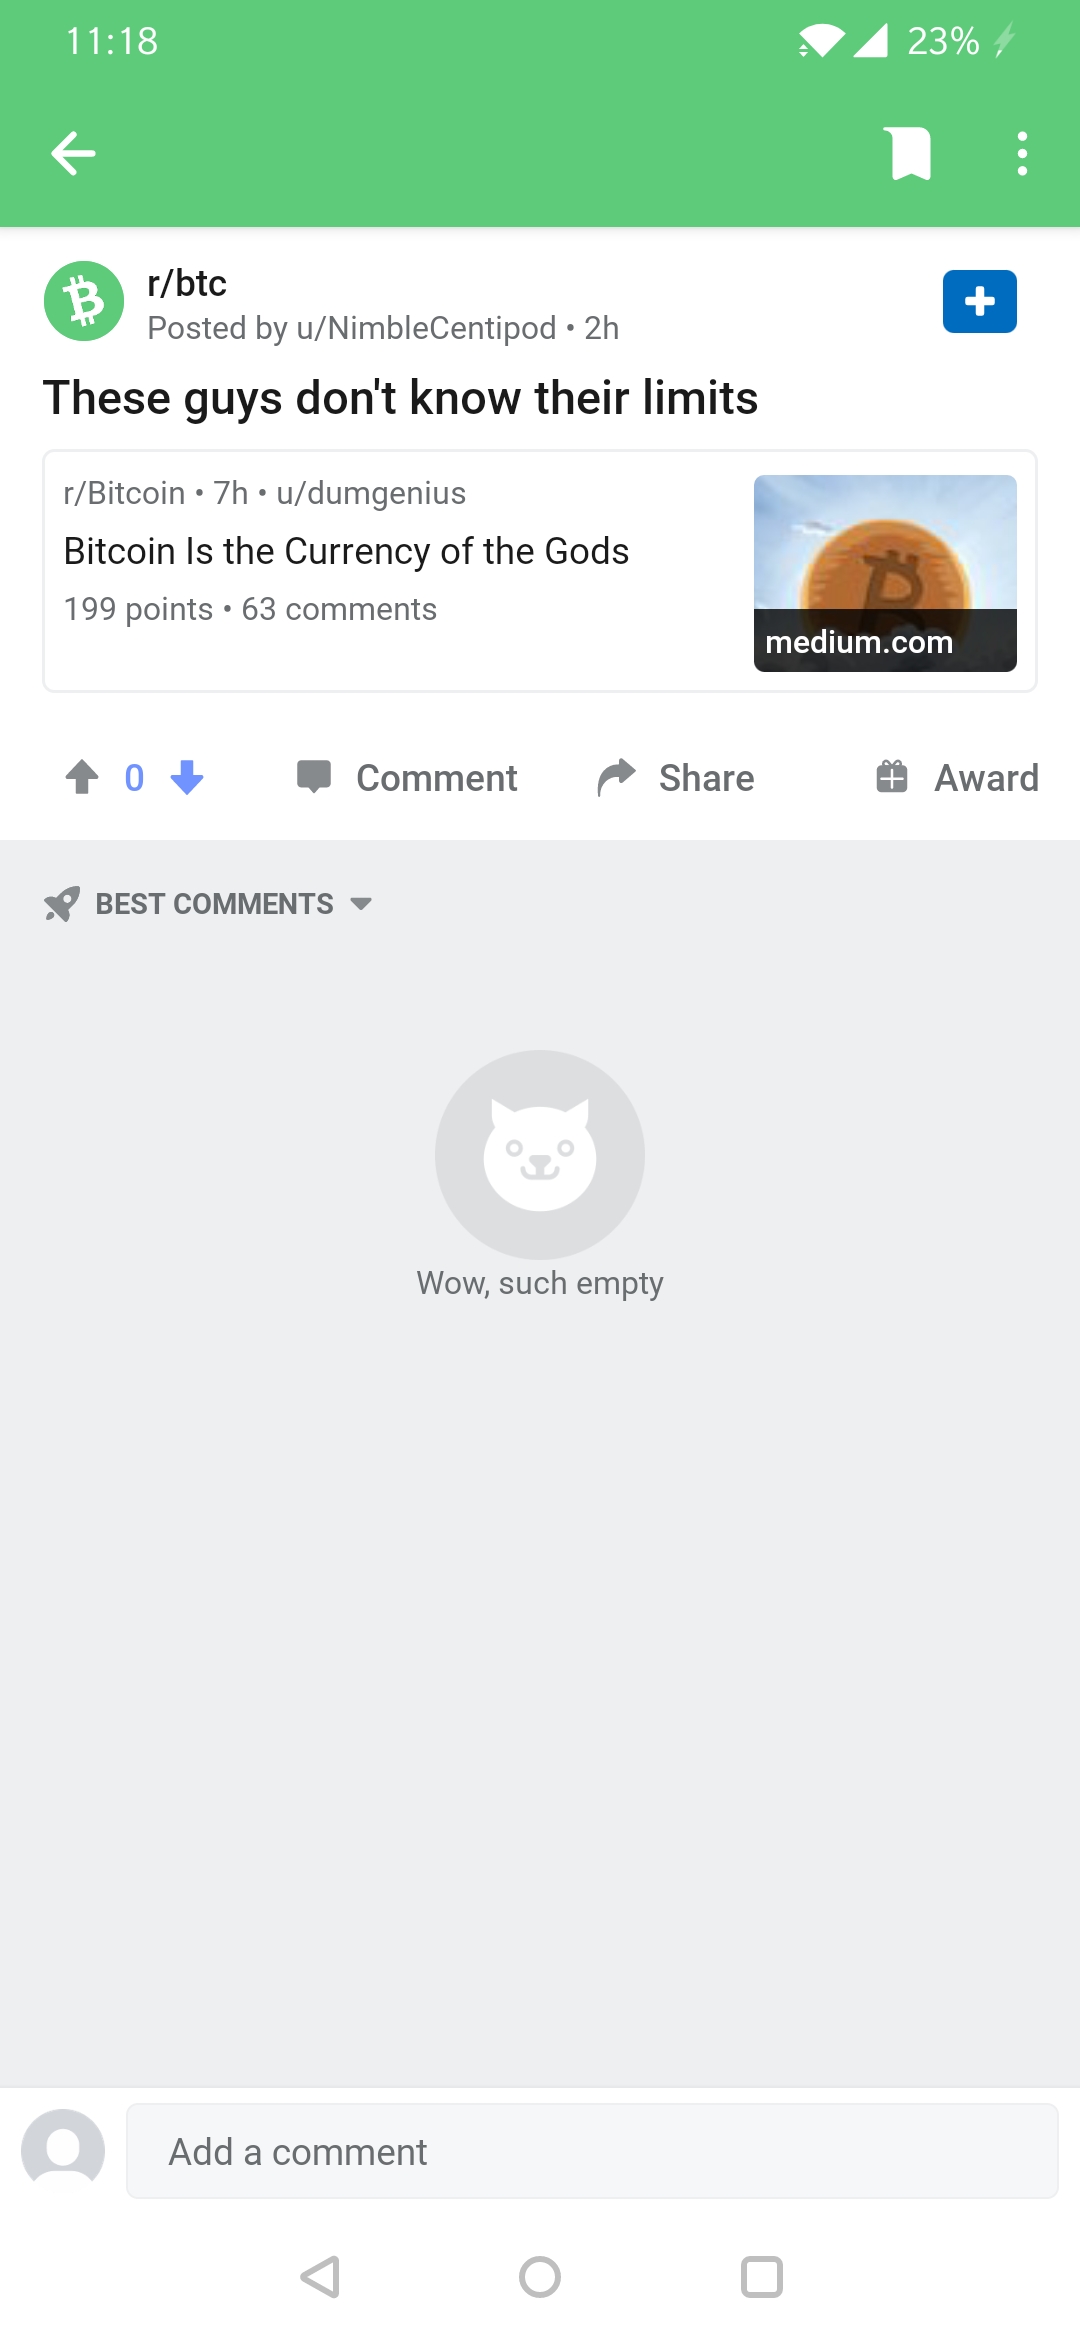 11:18
23%
r/btc
Posted by u/NimbleCentipod • 2h
These guys don't know their limits
r/Bitcoin • 7h • u/dumgenius
Bitcoin Is the Currency of the Gods
199 points • 63 comments
medium.com
0
Comment
Share
Award
BEST COMMENTS
Wow, such empty
Add a comment